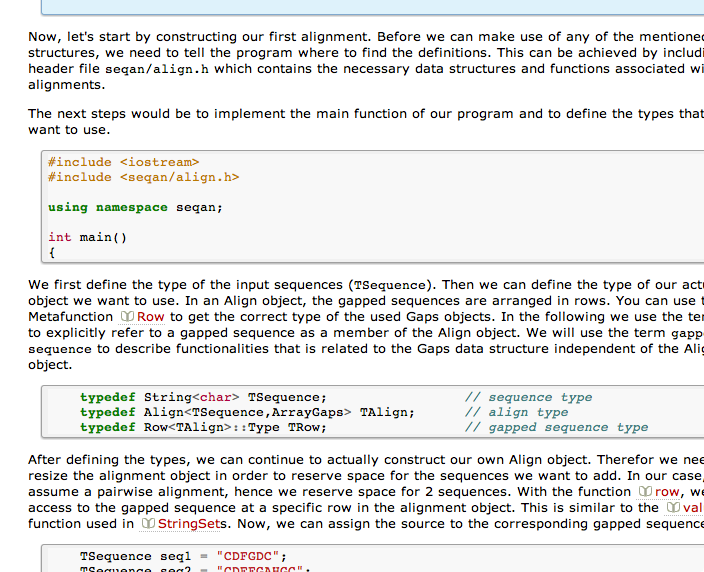 Now, let's start by constructing our first alignment. Before we can make use of any of the mentioned
structures, we need to tell the program where to find the definitions. This can be achieved by includi
header file seqan/align.h which contains the necessary data structures and functions associated wi
alignments.
The next steps would be to implement the main function of our program and to define the types that
want to use.
#include <iostream>
#include <seqan/align.h>
using namespace seqan;
int main()
{
We first define the type of the input sequences (TSequence). Then we can define the type of our actu
object we want to use. In an Align object, the gapped sequences are arranged in rows. You can use t
Metafunction Row to get the correct type of the used Gaps objects. In the following we use the ter
to explicitly refer to a gapped sequence as a member of the Align object. We will use the term gapp
sequence to describe functionalities that is related to the Gaps data structure independent of the Alig
object.
typedef String<char> TSequence; // sequence type
typedef Align<TSequence,ArrayGaps> TAlign; // align type
typedef Row<TAlign>::Type TRow; // gapped sequence type
After defining the types, we can continue to actually construct our own Align object. Therefor we nee
resize the alignment object in order to reserve space for the sequences we want to add. In our case,
assume a pairwise alignment, hence we reserve space for 2 sequences. With the function row, we
access to the gapped sequence at a specific row in the alignment object. This is similar to the val
function used in StringSets. Now, we can assign the source to the corresponding gapped sequence
TSequence seq1 = "CDFGDC";
TSequence seq2 = "CDEFGAHGC";